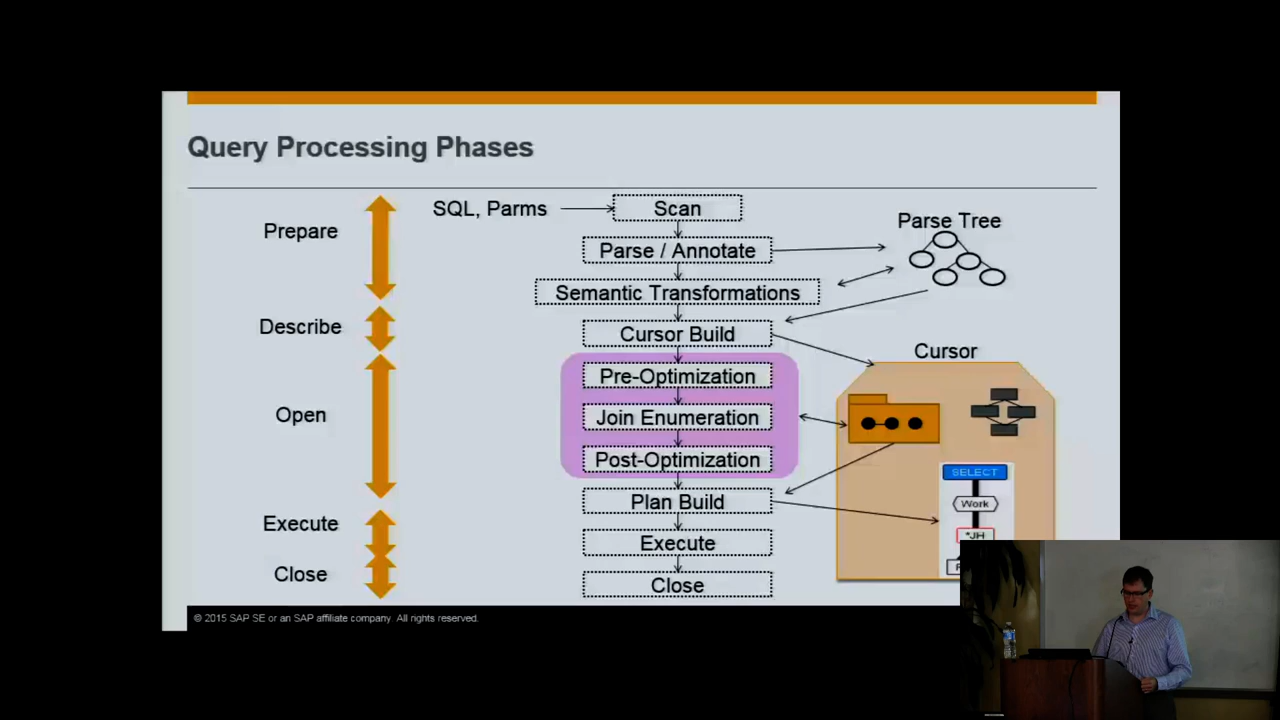 Query Processing Phases
SQL, Parms
Scan
Prepare
Parse Tree
Parse / Annotate
Semantic Transformations
Describe
Cursor Build
Cursor
Pre-Optimization
Open
Join Enumeration
Post-Optimization
SELECT
Plan Build
Work
Execute
*JH
Execute
Close
Close
© 2015 SAP SE or an SAP affiliate company. All rights reserved.